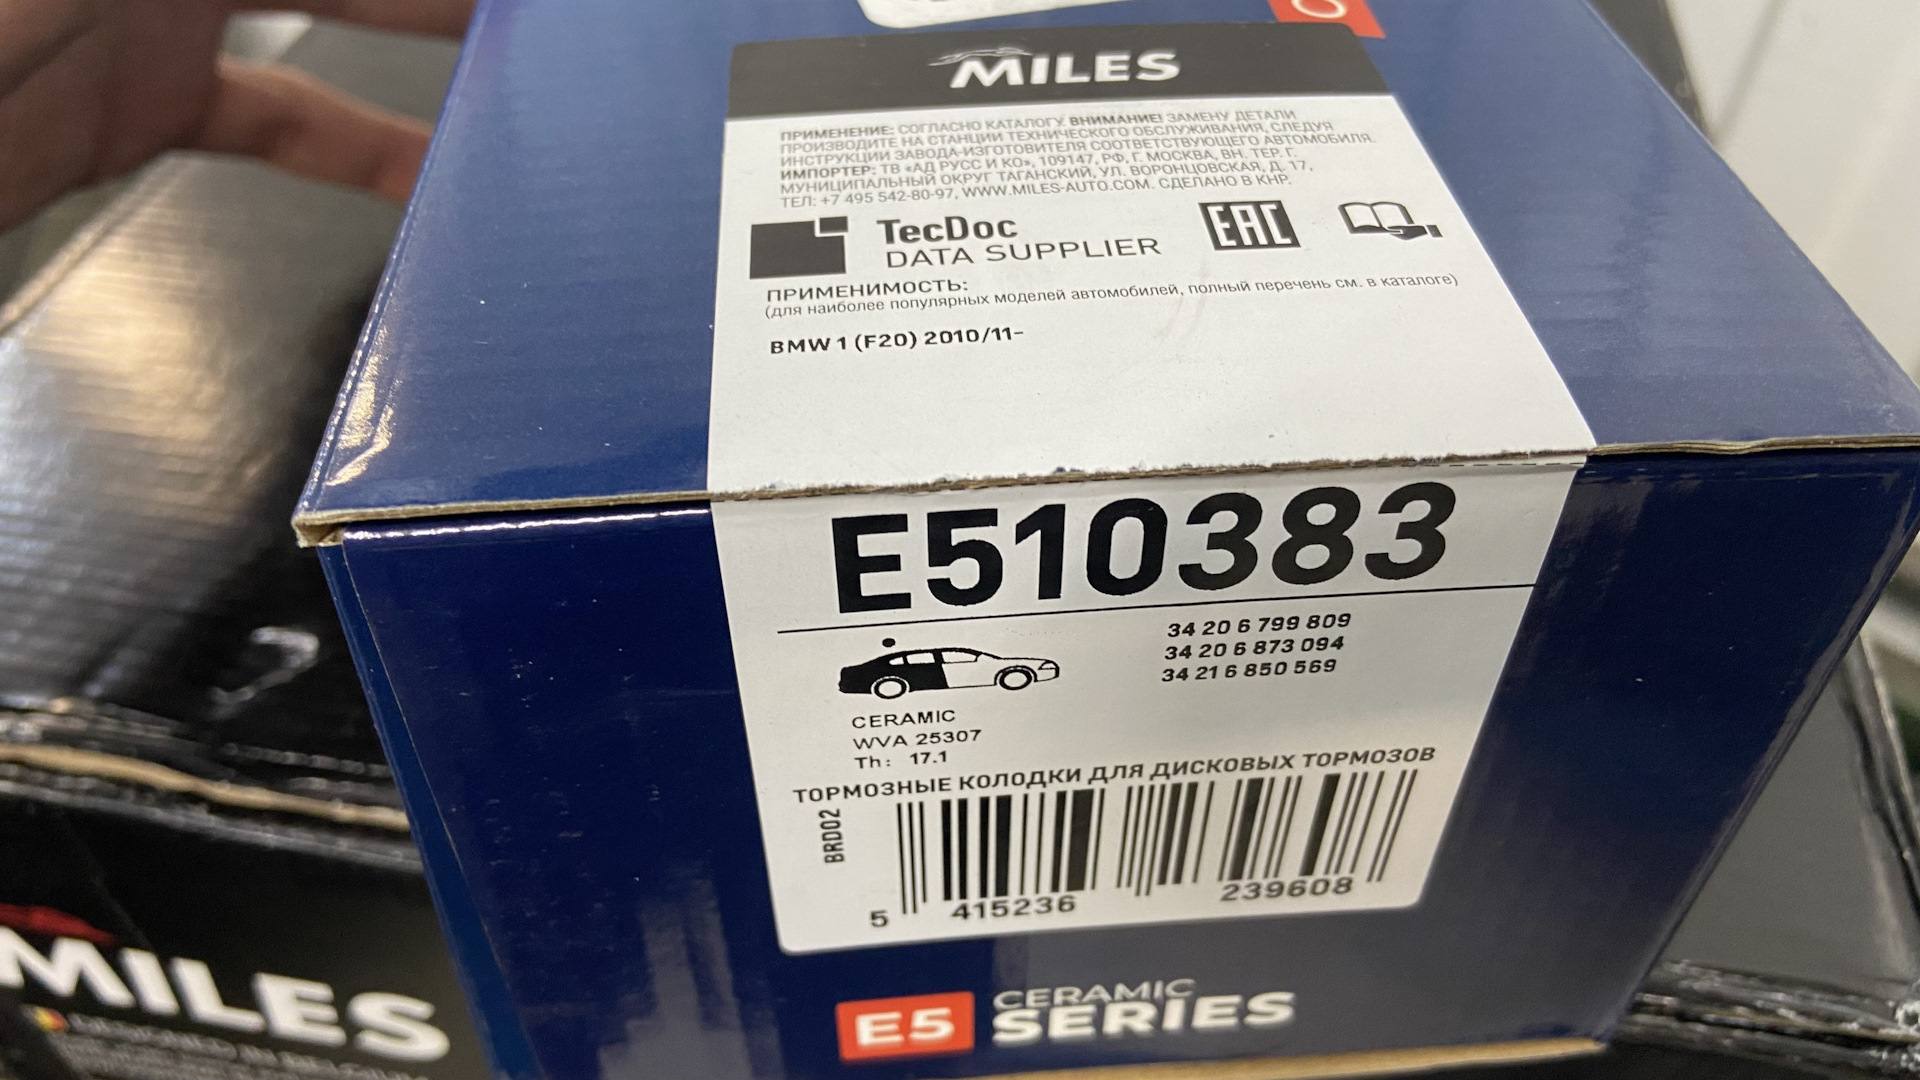 MILES
ПРИМЕНЕНИЕ: СОГЛАСНО КАТАЛОГУ. ВНИМАНИЕ! ЗАМЕНУ ДЕТАЛИ
ПРОИЗВОДИТЕ НА СТАНЦИИ ТЕХНИЧЕСКОГО ОБСЛУЖИВАНИЯ, СЛЕДУЯ
ИНСТРУКЦИИ ЗАВОДА-ИЗГОТОВИТЕЛЯ СООТВЕТСТВУЮЩЕГО АВТОМОБИЛЯ.
ИМПОРТЕР: ТВ «АД РУСС И КО», 109147, РФ, Г. МОСКВА, ВН. ТЕР. Г.
МУНИЦИПАЛЬНЫЙ ОКРУГ ТАГАНСКИЙ, УЛ. ВОРОНЦОВСКАЯ, Д. 17,
ТЕЛ: +7 495 542-80-97, WWW.MILES-AUTO.COM. СДЕЛАНО В КНР.
TecDoc
DATA SUPPLIER
EAC
ПРИМЕНИМОСТЬ:
(для наиболее популярных моделей автомобилей, полный перечень см. в каталоге)
BMW 1 (F20) 2010/11-
E510383
34 20 6 799 809
34 20 6 873 094
34 21 6 850 569
CERAMIC
WVA 25307
Th: 17.1
ТОРМОЗНЫЕ КОЛОДКИ ДЛЯ ДИСКОВЫХ ТОРМОЗОВ
BRD02
5 415236 239608
E5 CERAMIC
SERIES
MILES